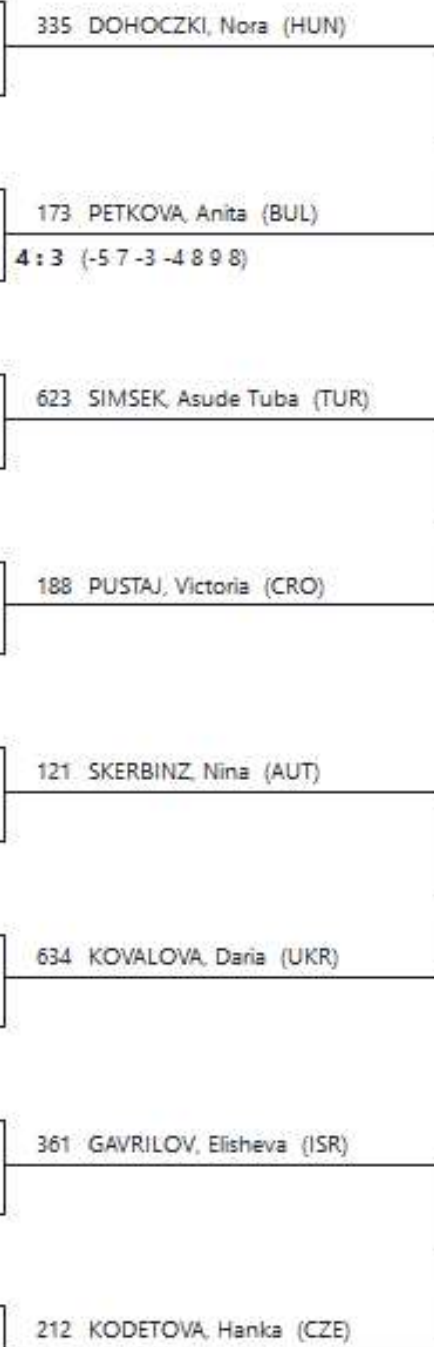 335 DOHOCZKI, Nora (HUN)
173 PETKOVA, Anita (BUL)
4 : 3 (-5 7 -3 -4 8 9 8)
623 SIMSEK, Asude Tuba (TUR)
188 PUSTAJ, Victoria (CRO)
121 SKERBINZ, Nina (AUT)
634 KOVALOVA, Daria (UKR)
361 GAVRILOV, Elisheva (ISR)
212 KODETOVA, Hanka (CZE)